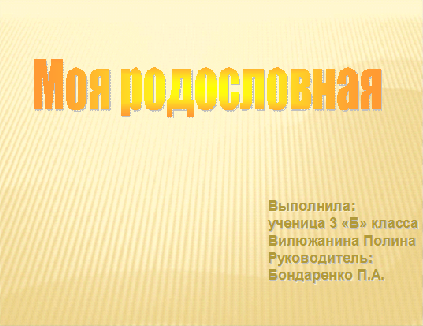 Моя родословная
Выполнила:
ученица 3 «Б» класса
Вилюжанина Полина
Руководитель:
Бондаренко П.А.